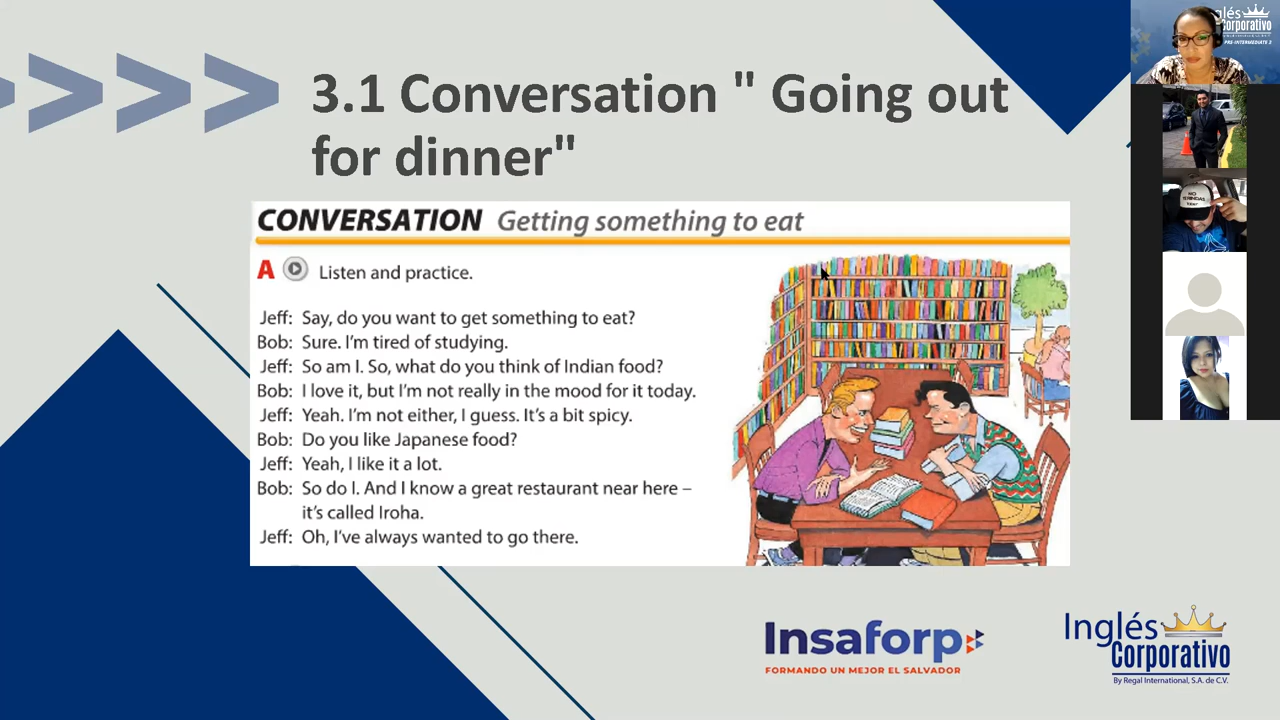 3.1 Conversation " Going out
for dinner"
CONVERSATION Getting something to eat
A Listen and practice.
Jeff: Say, do you want to get something to eat?
Bob: Sure. I'm tired of studying.
Jeff: So am I. So, what do you think of Indian food?
Bob: I love it, but I'm not really in the mood for it today.
Jeff: Yeah. I'm not either, I guess. It's a bit spicy.
Bob: Do you like Japanese food?
Jeff: Yeah, I like it a lot.
Bob: So do I. And I know a great restaurant near here –
it's called Iroha.
Jeff: Oh, I've always wanted to go there.
Insaforp
FORMANDO UN MEJOR EL SALVADOR
Inglés
Corporativo
By Regal International, S.A. de C.V.
glés
Corporativo
PRE-INTERMEDIATE 2